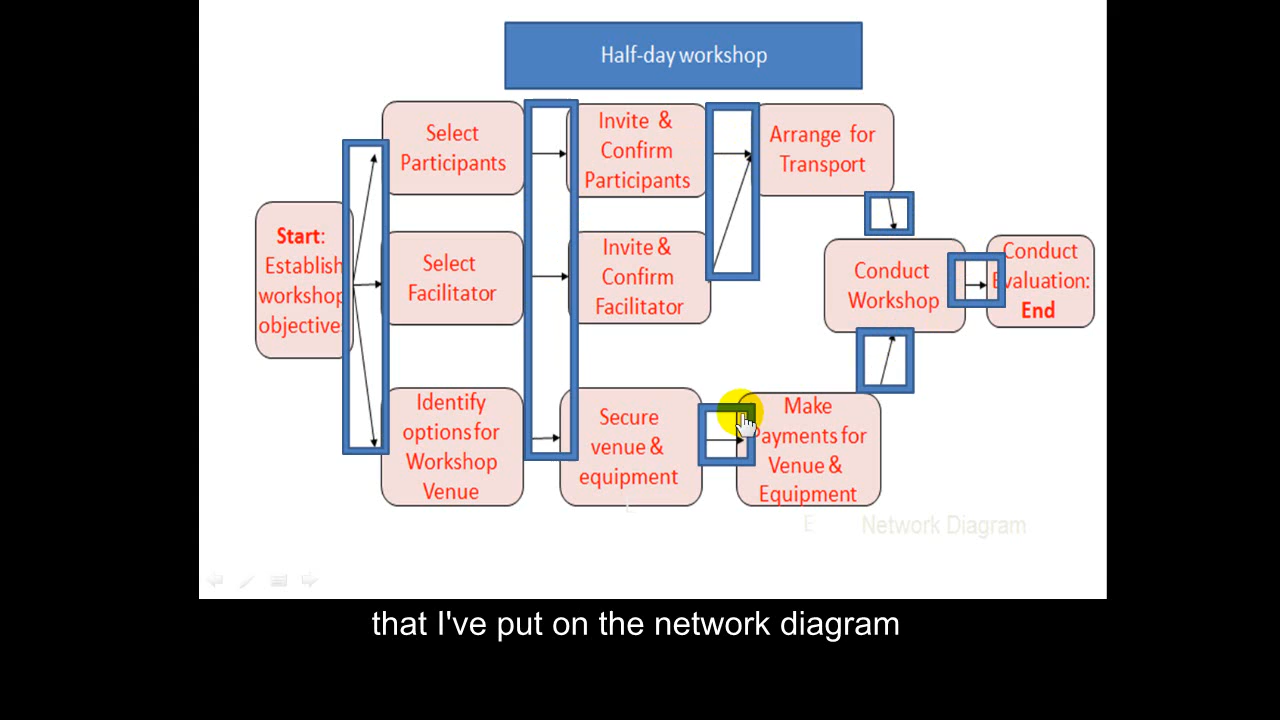 Half-day workshop
Select
Participants
Invite &
Confirm
Participants
Arrange for
Transport
Start:
Establish
workshop
objectives
Select
Facilitator
Invite &
Confirm
Facilitator
Conduct
Workshop
Conduct
Evaluation:
End
Identify
options for
Workshop
Venue
Secure
venue &
equipment
Make
Payments for
Venue &
Equipment
E Network Diagram
that I've put on the network diagram